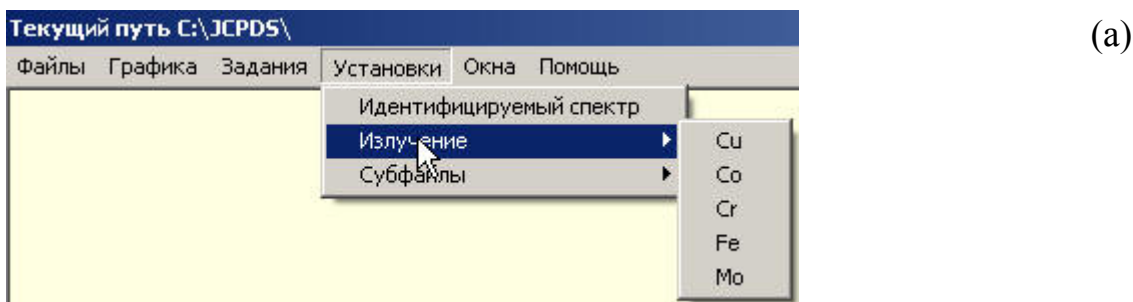 Текущий путь C:\JCPDS\
(а)
Файлы Графика Задания Установки Окна Помощь
Идентифицируемый спектр
Излучение
Cu
Субфайлы
Co
Cr
Fe
Mo